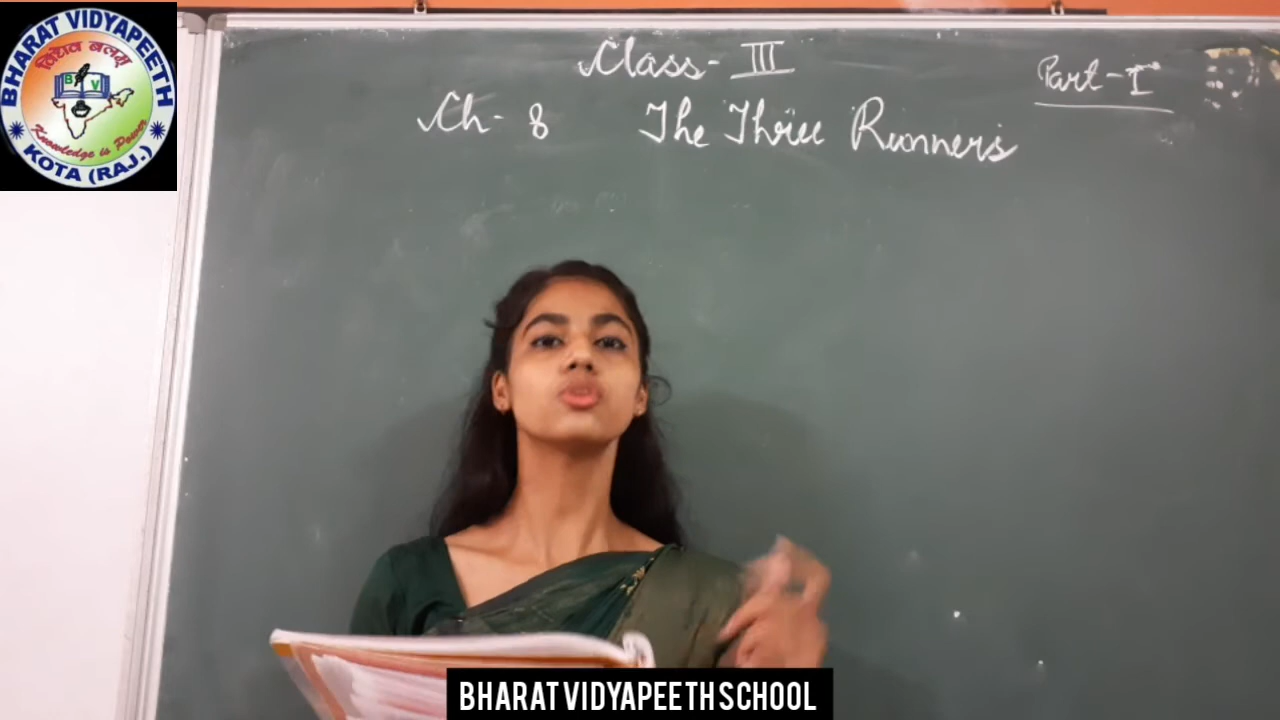 BHARAT VIDYAPEETH
B V
Knowledge is Power
KOTA (RAJ.)
Class- III
Part-I
Ch- 8 The Three Runners
BHARAT VIDYAPEETH SCHOOL